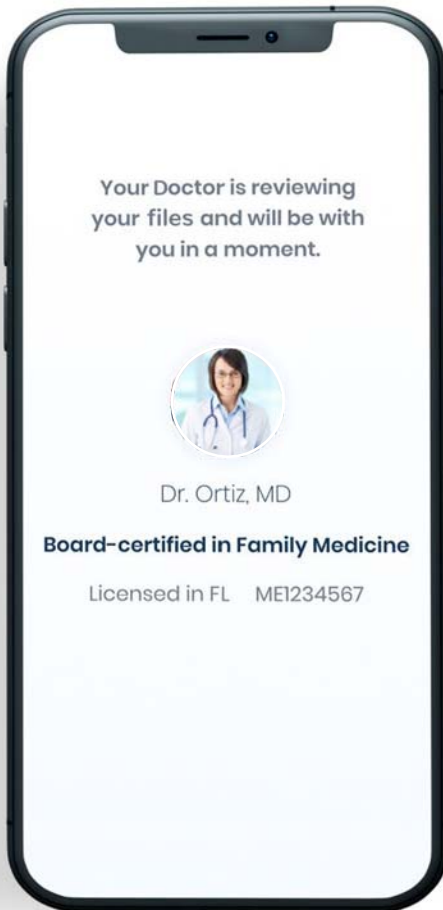 Your Doctor is reviewing
your files and will be with
you in a moment.
Dr. Ortiz, MD
Board-certified in Family Medicine
Licensed in FL ME1234567